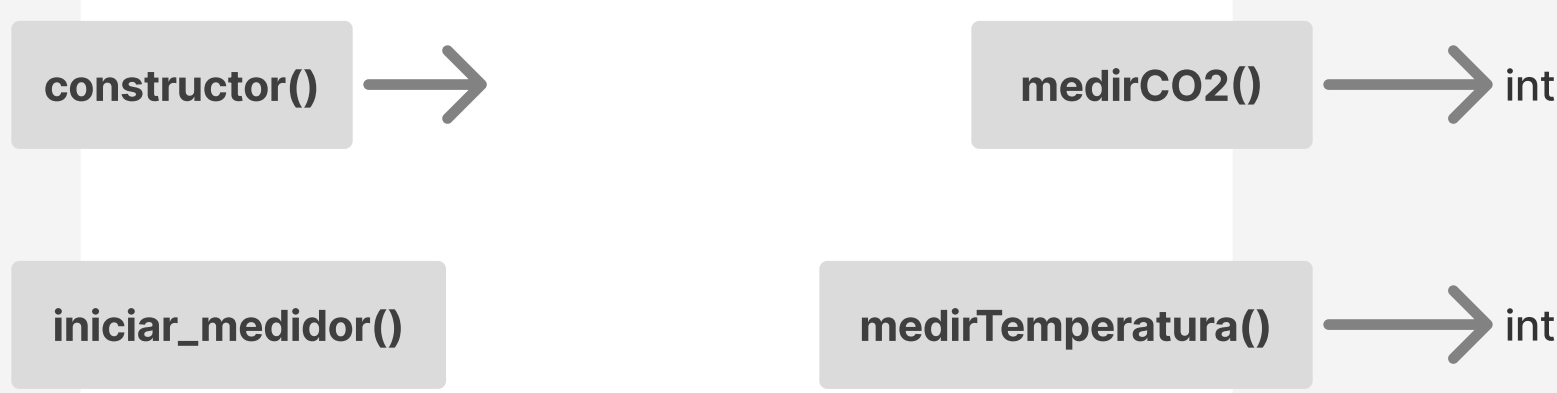 constructor()
medirCO2()
int
iniciar_medidor()
medirTemperatura()
int